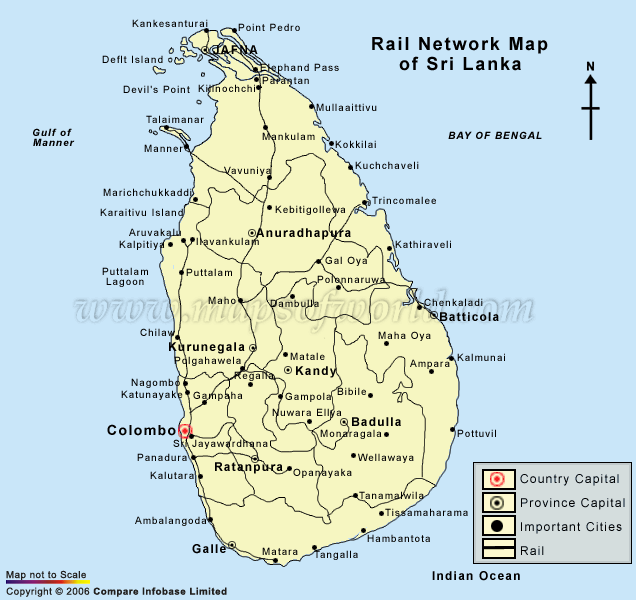 Rail Network Map
of Sri Lanka
N
Kankesanturai
Point Pedro
JAFNA
Deflt Island
Elephand Pass
Parantan
Devil's Point
Kilnochchi
Mullaaittivu
Talaimanar
Gulf of
Manner
Mankulam
BAY OF BENGAL
Manner
Kokkilai
Vavuniya
Kuchchaveli
Marichchukkaddi
Trincomalee
Karaitivu Island
Kebitigollewa
Aruvakalu
Anuradhapura
Kalpitiya
Ilavankulam
Kathiraveli
Gal Oya
Puttalam
Lagoon
Puttalam
Polonnaruwa
Maho
Dambulla
Chenkaladi
www.mapsofworld.com
Batticola
Chilaw
Maha Oya
Kurunegala
Matale
Kalmunai
Polgahawela
Kandy
Ampara
Regalla
Nagombo
Katunayake
Gampaha
Gampola
Bibile
Nuwara Ellya
Badulla
Colombo
Monaragala
Pottuvil
Sri Jayawardhana
Panadura
Wellawaya
Ratanpura
Opanayaka
Kalutara
Tanamalwila
Tissamaharama
Ambalangoda
Hambantota
Galle
Matara
Tangalla
Country Capital
Province Capital
Important Cities
Rail
Map not to Scale
Indian Ocean
Copyright © 2006 Compare Infobase Limited